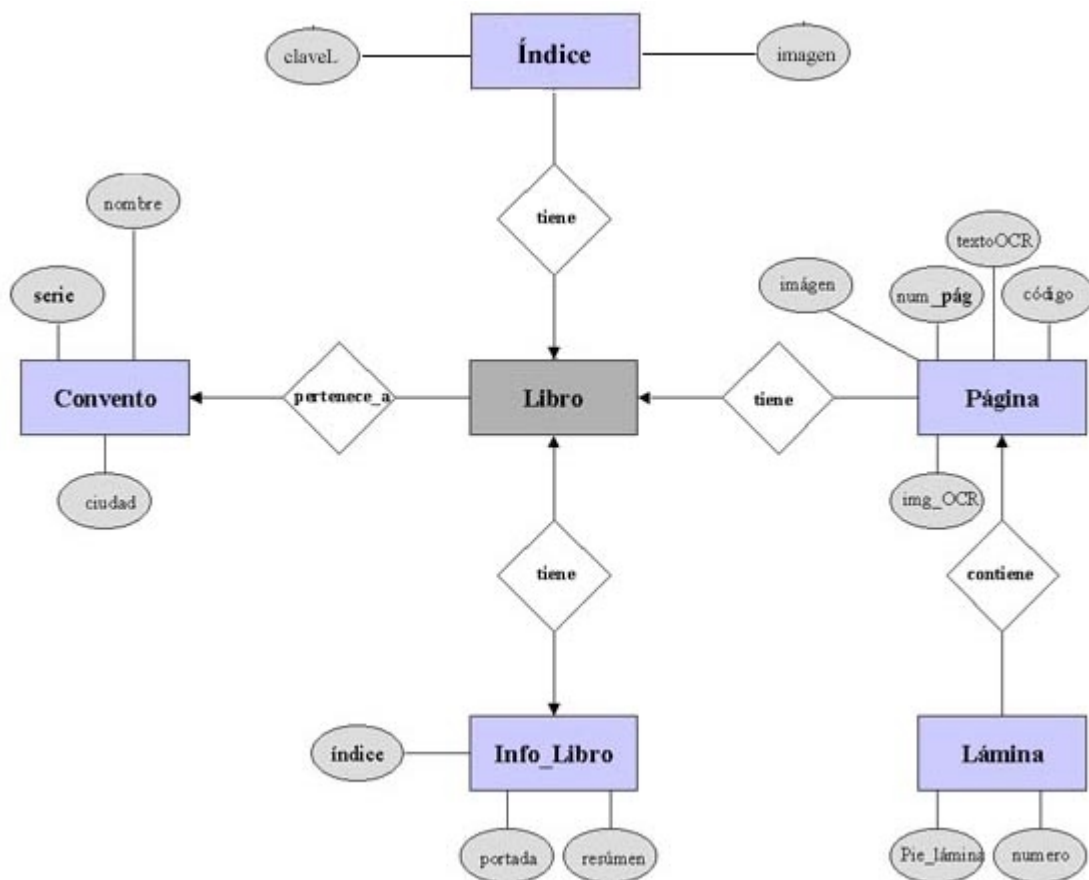 claveL
Índice
imagen
tiene
nombre
serie
textoOCR
imágen
num_pág
código
Convento
pertenece_a
Libro
tiene
Página
ciudad
img_OCR
tiene
contiene
índice
Info_Libro
Lámina
portada
resúmen
Pie_lámina
numero